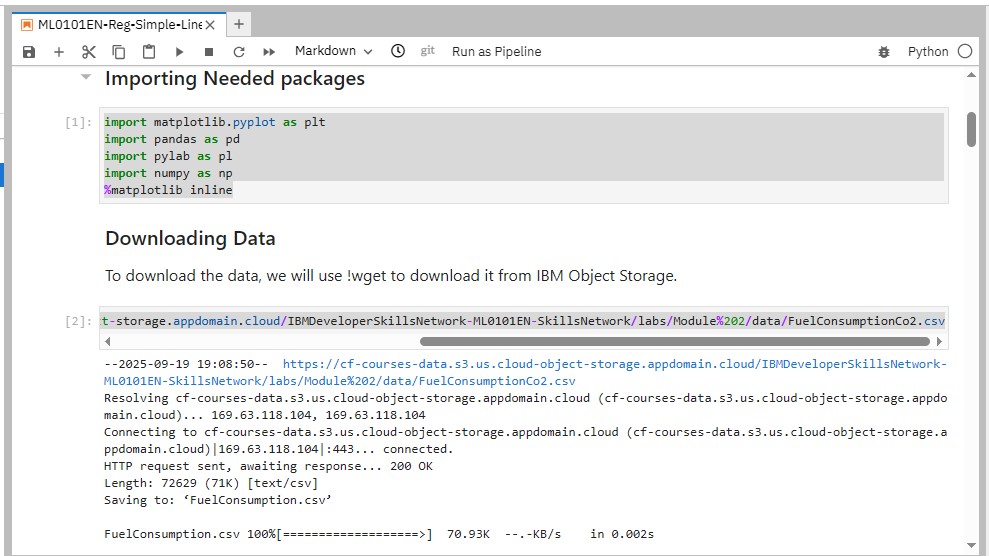 ML0101EN-Reg-Simple-Line
Markdown
git
Run as Pipeline
Python
Importing Needed packages
[1]:
import matplotlib.pyplot as plt
import pandas as pd
import pylab as pl
import numpy as np
%matplotlib inline
Downloading Data
To download the data, we will use !wget to download it from IBM Object Storage.
[2]:
t-storage.appdomain.cloud/IBMDeveloperSkillsNetwork-ML0101EN-SkillsNetwork/labs/Module%202/data/FuelConsumptionCo2.csv
--2025-09-19 19:08:50--  https://cf-courses-data.s3.us.cloud-object-storage.appdomain.cloud/IBMDeveloperSkillsNetwork-
ML0101EN-SkillsNetwork/labs/Module%202/data/FuelConsumptionCo2.csv
Resolving cf-courses-data.s3.us.cloud-object-storage.appdomain.cloud (cf-courses-data.s3.us.cloud-object-storage.appdo
main.cloud)... 169.63.118.104, 169.63.118.104
Connecting to cf-courses-data.s3.us.cloud-object-storage.appdomain.cloud (cf-courses-data.s3.us.cloud-object-storage.a
ppdomain.cloud)|169.63.118.104|:443... connected.
HTTP request sent, awaiting response... 200 OK
Length: 72629 (71K) [text/csv]
Saving to: ‘FuelConsumption.csv’
FuelConsumption.csv 100%[===================>]  70.93K  --.-KB/s    in 0.002s